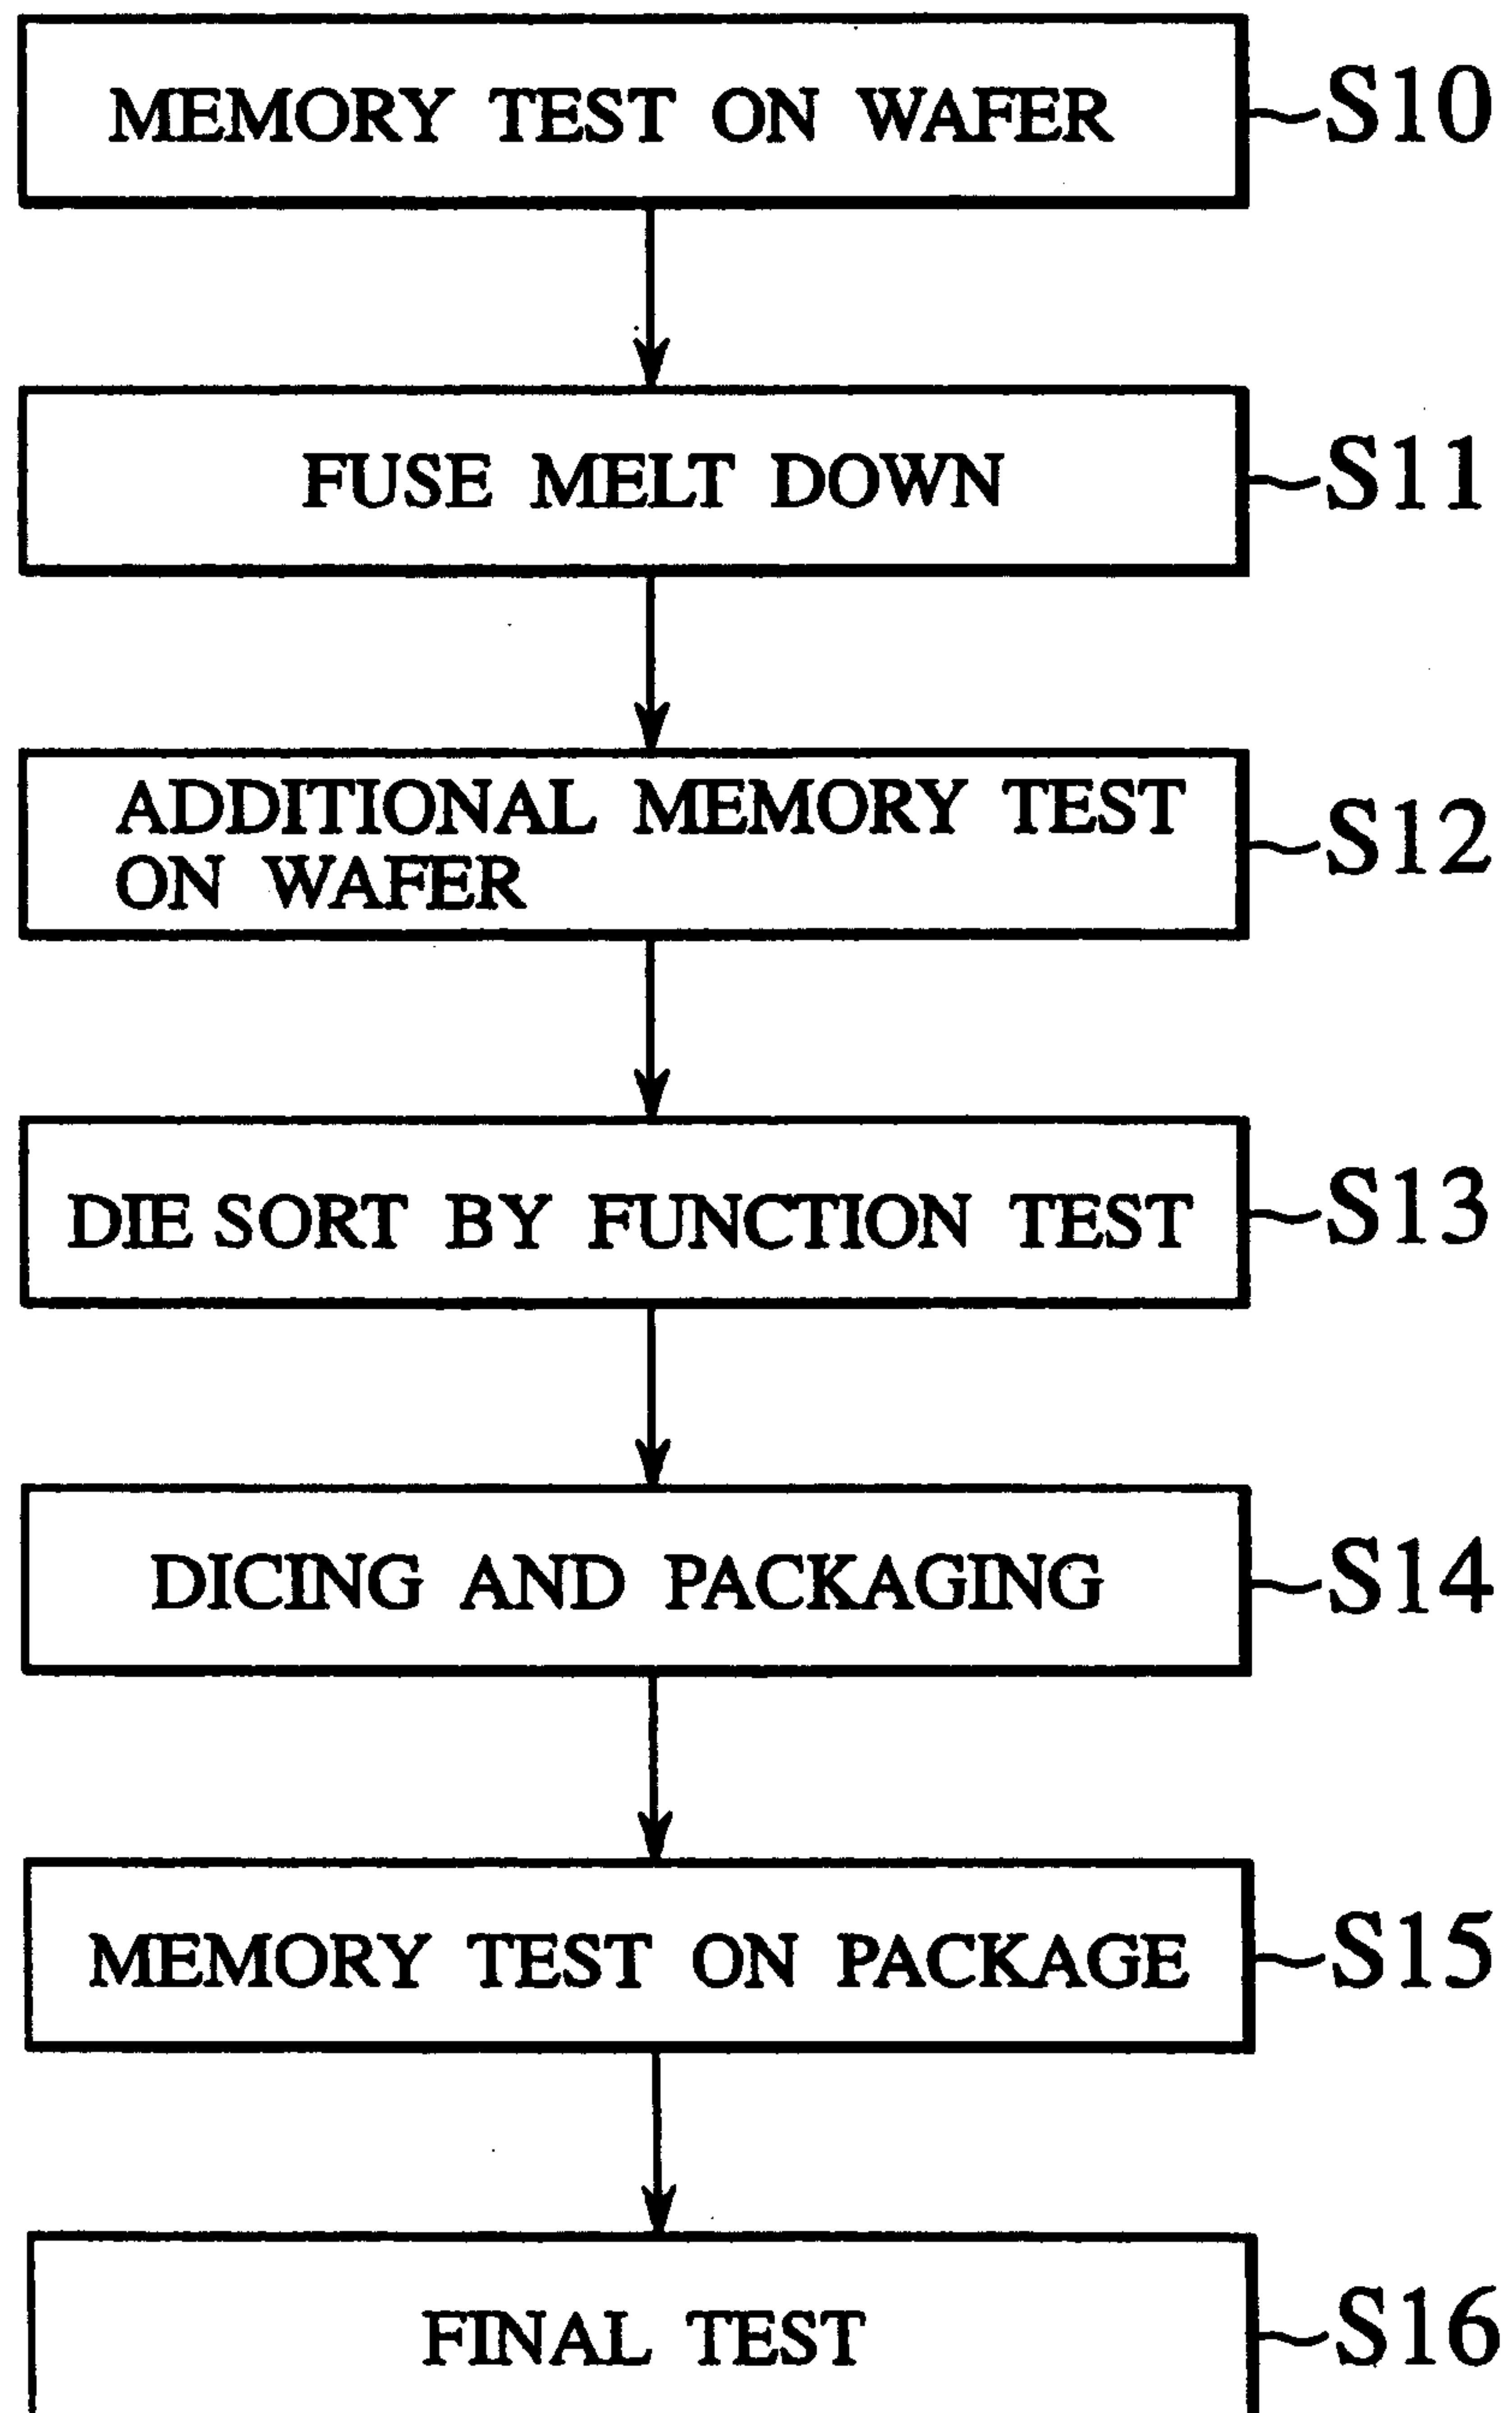 MEMORY TEST ON WAFER S10
FUSE MELT DOWN S11
ADDITIONAL MEMORY TEST
ON WAFER
S12
DIE SORT BY FUNCTION TEST S13
DICING AND PACKAGING S14
MEMORY TEST ON PACKAGE S15
FINAL TEST S16